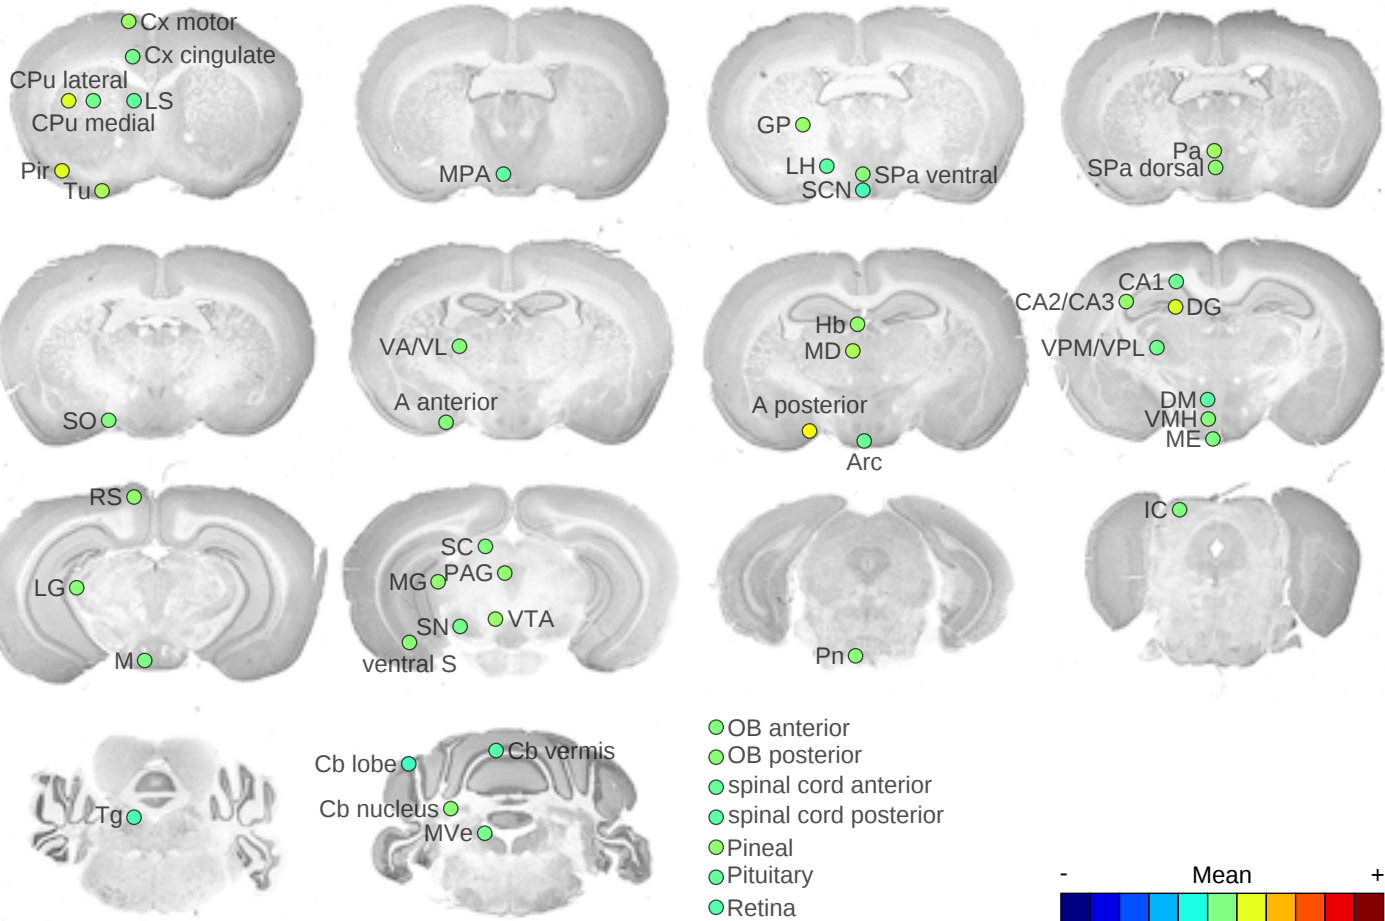 Cx motor
Cx cingulate
CPu lateral
LS
CPu medial
Pir
Tu
MPA
GP
LH
SPa ventral
SCN
Pa
SPa dorsal
SO
VA/VL
A anterior
Hb
MD
A posterior
Arc
CA1
CA2/CA3
DG
VPM/VPL
DM
VMH
ME
RS
LG
M
SC
MG
PAG
SN
VTA
ventral S
Pn
IC
Tg
Cb lobe
Cb vermis
Cb nucleus
MVe
OB anterior
OB posterior
spinal cord anterior
spinal cord posterior
Pineal
Pituitary
Retina
- Mean +